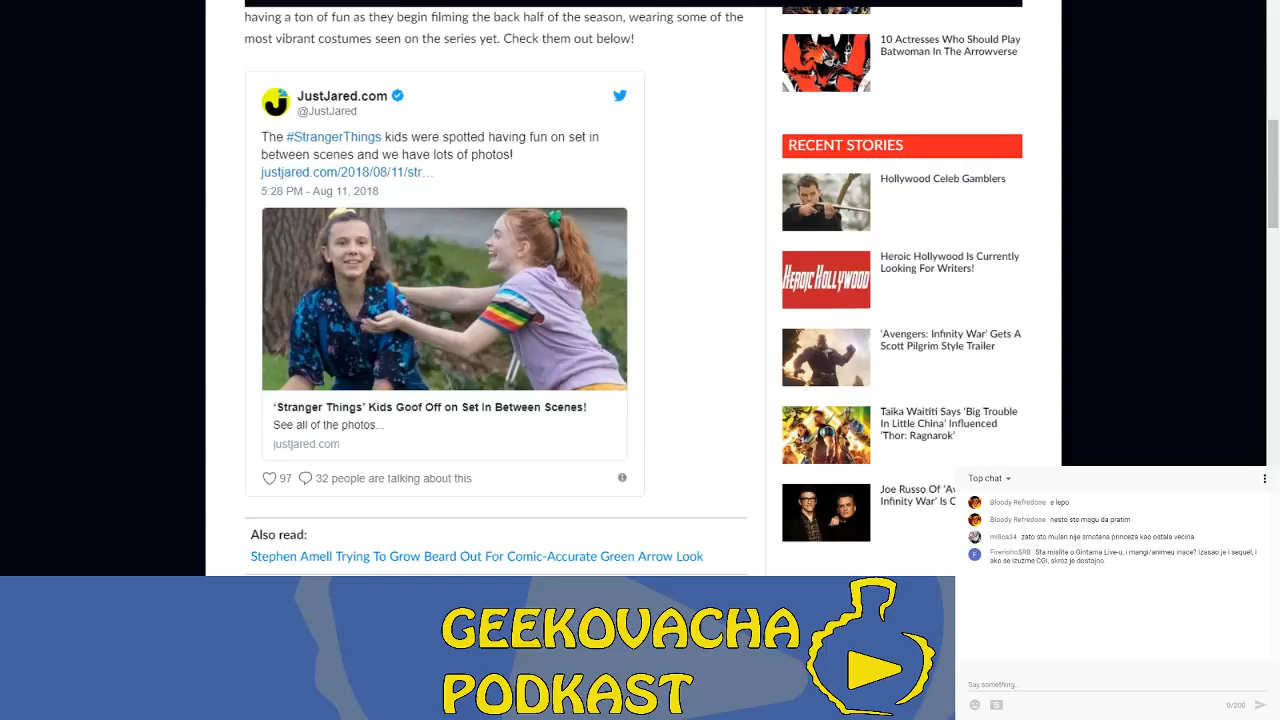 having a ton of fun as they begin filming the back half of the season, wearing some of the
most vibrant costumes seen on the series yet. Check them out below!
JustJared.com
@JustJared
The #StrangerThings kids were spotted having fun on set in
between scenes and we have lots of photos!
justjared.com/2018/08/11/str…
5:28 PM - Aug 11, 2018
‘Stranger Things’ Kids Goof Off on Set In Between Scenes!
See all of the photos...
justjared.com
97 32 people are talking about this
Also read:
Stephen Amell Trying To Grow Beard Out For Comic-Accurate Green Arrow Look
10 Actresses Who Should Play
Batwoman In The Arrowverse
RECENT STORIES
Hollywood Celeb Gamblers
HEROIC HOLLYWOOD
Heroic Hollywood Is Currently
Looking For Writers!
‘Avengers: Infinity War’ Gets A
Scott Pilgrim Style Trailer
Taika Waititi Says ‘Big Trouble
In Little China’ Influenced
‘Thor: Ragnarok’
Joe Russo Of ‘Av
Infinity War’ Is C
Top chat
Bloody Refredone e lepo
Bloody Refredone nesto sto mogu da pratim
milica34 zato sto mulan nije smotana princeza kao ostala vecina
F
FirerishoSRB Sta mislite o Gintama Live-u, i mangi/animeu inace? Izasao je i sequel, i
ako se izuzme CGI, skroz je dostojno.
Say something...
0/200
GEEKOVACHA
PODKAST